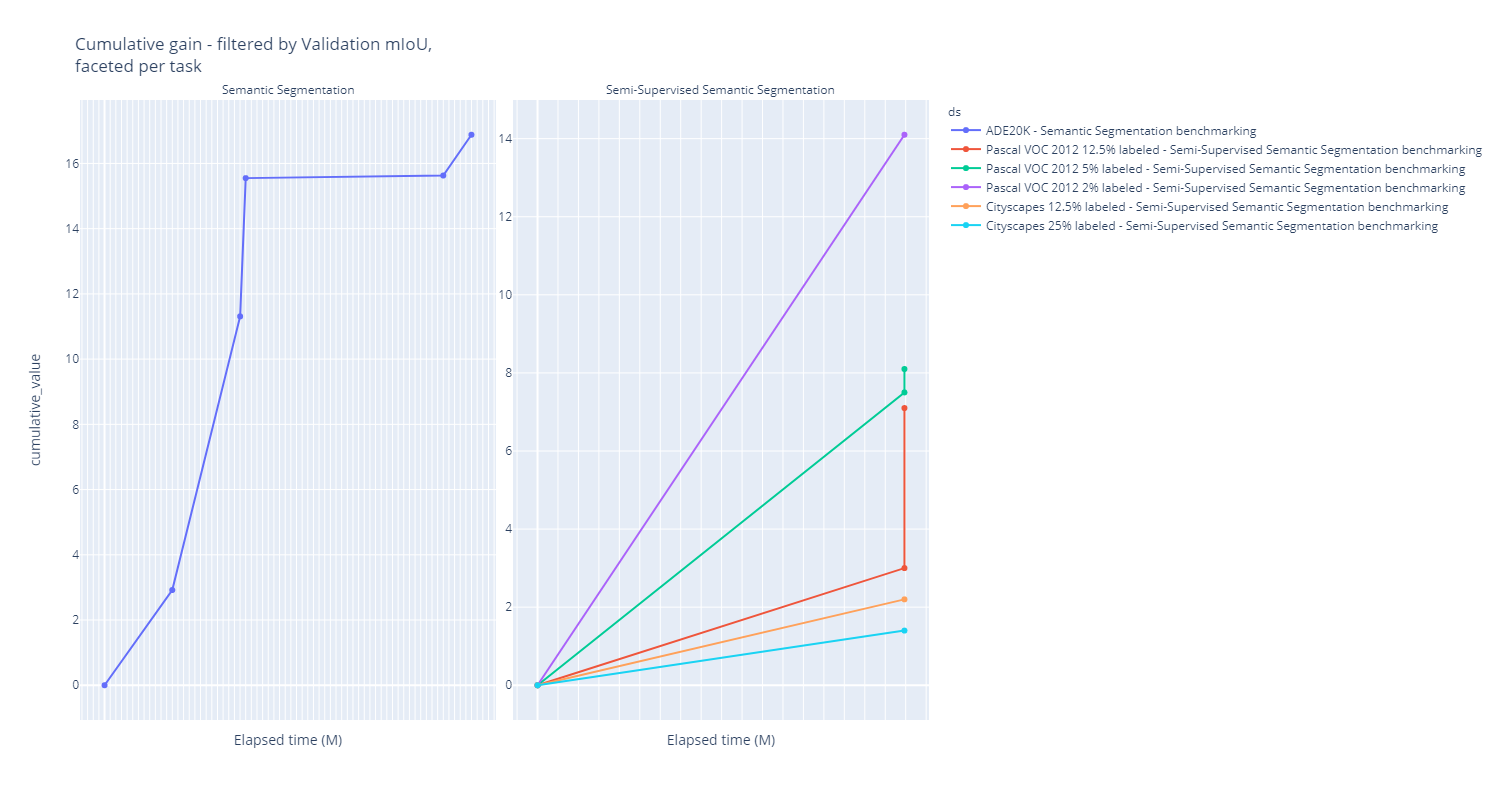 Cumulative gain - filtered by Validation mIoU,
faceted per task
Semantic Segmentation
Semi-Supervised Semantic Segmentation
cumulative_value
16
14
12
10
8
6
4
2
0
14
12
10
8
6
4
2
0
Elapsed time (M)
Elapsed time (M)
ds
ADE20K - Semantic Segmentation benchmarking
Pascal VOC 2012 12.5% labeled - Semi-Supervised Semantic Segmentation benchmarking
Pascal VOC 2012 5% labeled - Semi-Supervised Semantic Segmentation benchmarking
Pascal VOC 2012 2% labeled - Semi-Supervised Semantic Segmentation benchmarking
Cityscapes 12.5% labeled - Semi-Supervised Semantic Segmentation benchmarking
Cityscapes 25% labeled - Semi-Supervised Semantic Segmentation benchmarking